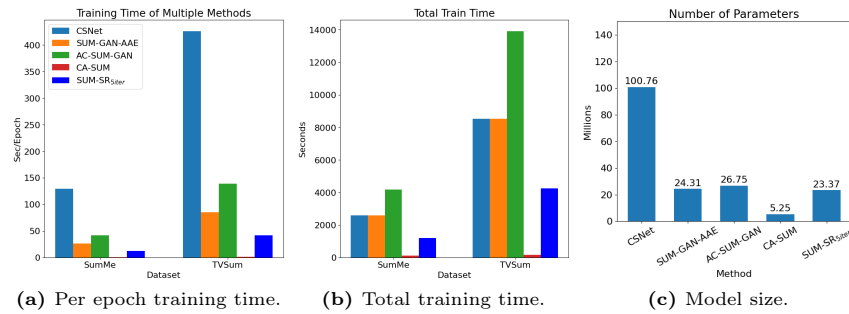 Training Time of Multiple Methods
CSNet
SUM-GAN-AAE
AC-SUM-GAN
CA-SUM
SUM-SR5iter
400
350
300
250
200
150
100
50
0
Sec/Epoch
SumMe
TVSum
Dataset
(a) Per epoch training time.
Total Train Time
14000
12000
10000
8000
6000
4000
2000
0
Seconds
SumMe
TVSum
Dataset
(b) Total training time.
Number of Parameters
140
120
100
80
60
40
20
0
Millions
100.76
24.31
26.75
5.25
23.37
CSNet
SUM-GAN-AAE
AC-SUM-GAN
CA-SUM
SUM-SR5iter
Method
(c) Model size.